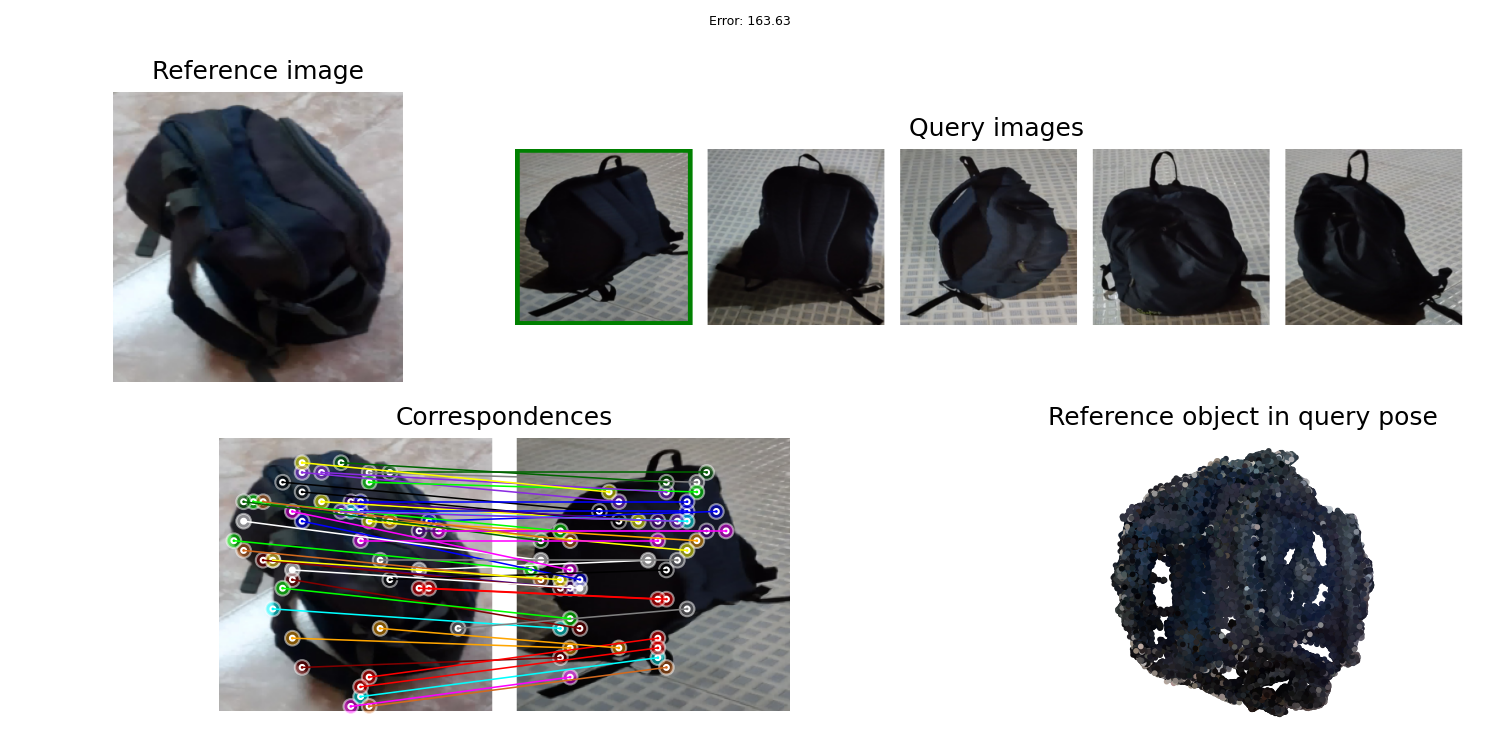 Error: 163.63
Reference image
Query images
Correspondences
Reference object in query pose